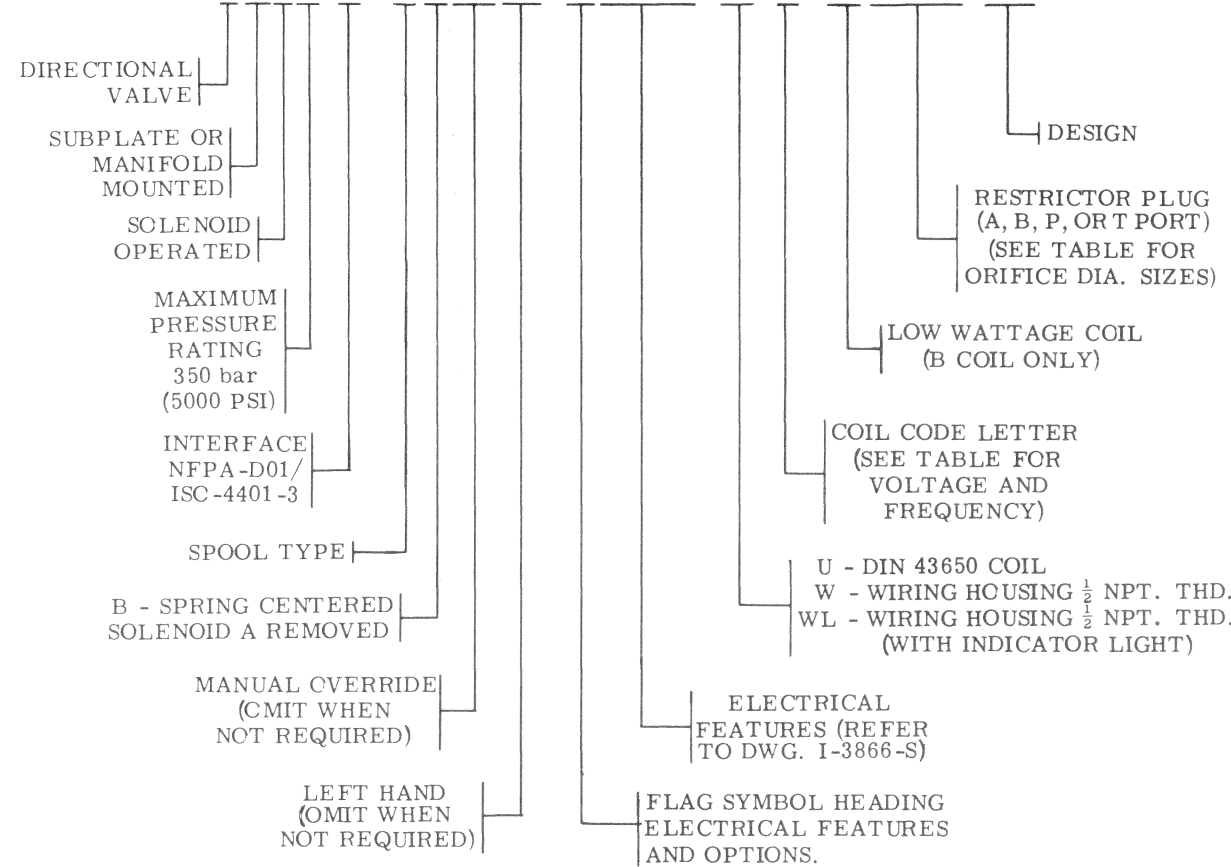 DIRECTIONAL
VALVE
SUBPLATE OR
MANIFOLD
MOUNTED
SOLENOID
OPERATED
MAXIMUM
PRESSURE
RATING
350 bar
(5000 PSI)
INTERFACE
NFPA-D01/
ISC-4401-3
SPOOL TYPE
B - SPRING CENTERED
SOLENOID A REMOVED
MANUAL OVERRIDE
(OMIT WHEN
NOT REQUIRED)
LEFT HAND
(OMIT WHEN
NOT REQUIRED)
DESIGN
RESTRICTOR PLUG
(A, B, P, OR T PORT)
(SEE TABLE FOR
ORIFICE DIA. SIZES)
LOW WATTAGE COIL
(B COIL ONLY)
COIL CODE LETTER
(SEE TABLE FOR
VOLTAGE AND
FREQUENCY)
U - DIN 43650 COIL
W - WIRING HOUSING 1/2 NPT. THD.
WL - WIRING HOUSING 1/2 NPT. THD.
(WITH INDICATOR LIGHT)
ELECTRICAL
FEATURES (REFER
TO DWG. I-3866-S)
FLAG SYMBOL HEADING
ELECTRICAL FEATURES
AND OPTIONS.